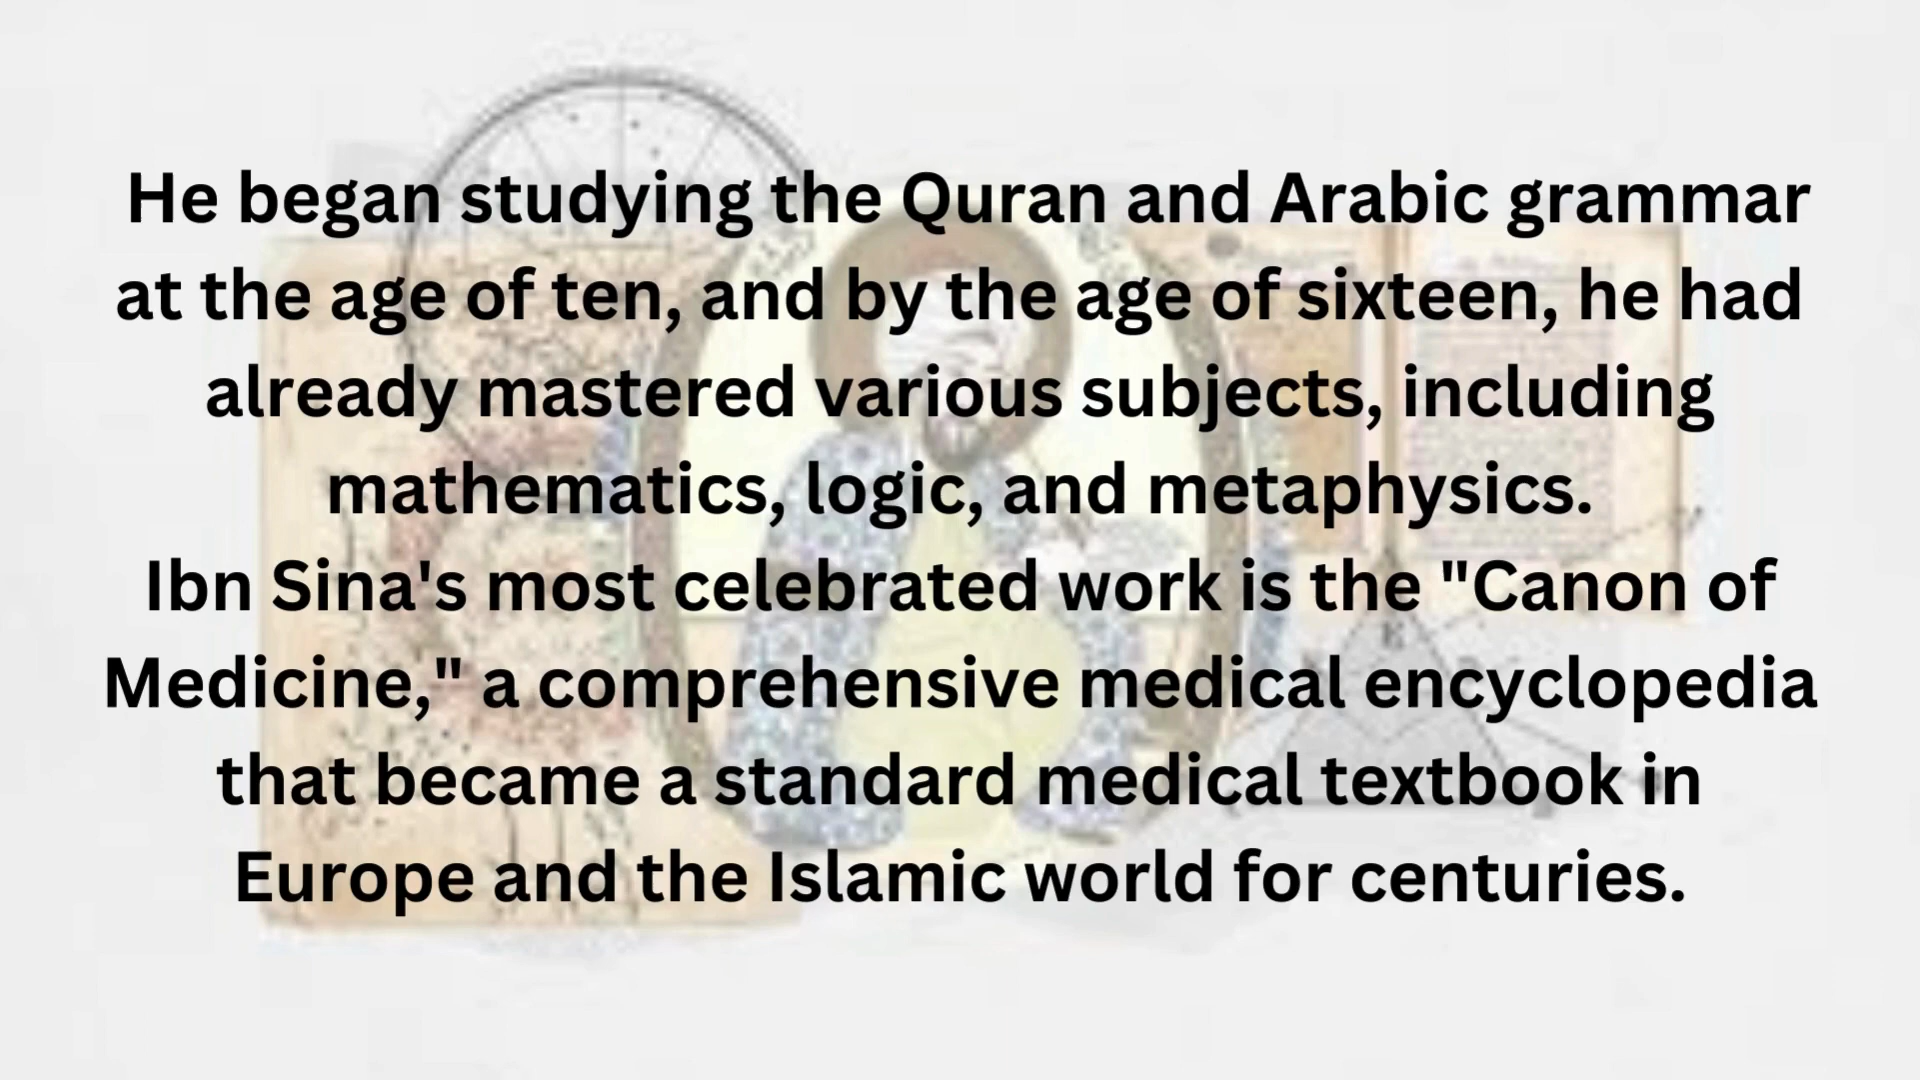 He began studying the Quran and Arabic grammar
at the age of ten, and by the age of sixteen, he had
already mastered various subjects, including
mathematics, logic, and metaphysics.
Ibn Sina's most celebrated work is the "Canon of
Medicine," a comprehensive medical encyclopedia
that became a standard medical textbook in
Europe and the Islamic world for centuries.
E